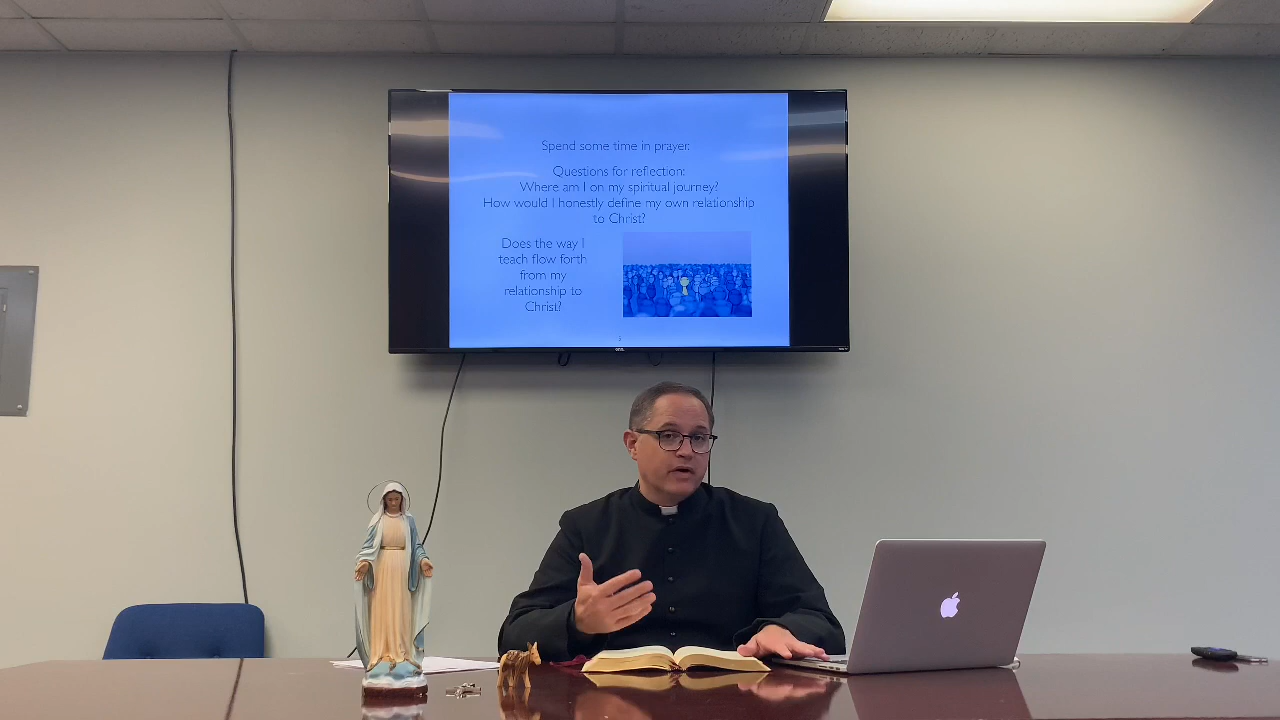 Spend some time in prayer.
Questions for reflection:
Where am I on my spiritual journey?
How would I honestly define my own relationship
to Christ?
Does the way I
teach flow forth
from my
relationship to
Christ?